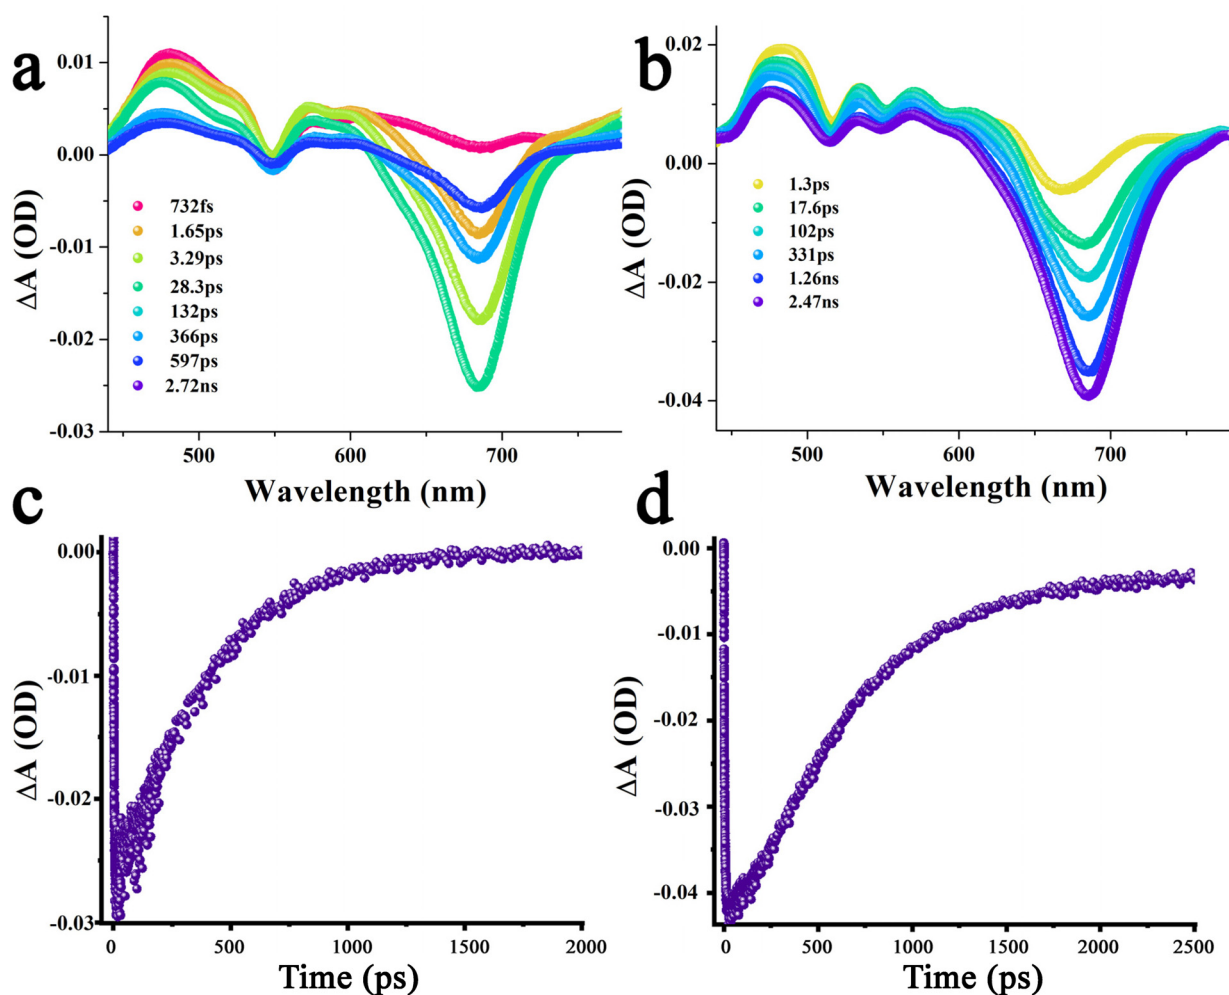 a
0.01
0.00
-0.01
-0.02
-0.03
ΔA (OD)
732fs
1.65ps
3.29ps
28.3ps
132ps
366ps
597ps
2.72ns
500
600
700
Wavelength (nm)
b
0.02
0.00
-0.02
-0.04
ΔA (OD)
1.3ps
17.6ps
102ps
331ps
1.26ns
2.47ns
500
600
700
Wavelength (nm)
c
0.00
-0.01
-0.02
-0.03
ΔA (OD)
0
500
1000
1500
2000
Time (ps)
d
0.00
-0.01
-0.02
-0.03
-0.04
ΔA (OD)
0
500
1000
1500
2000
2500
Time (ps)